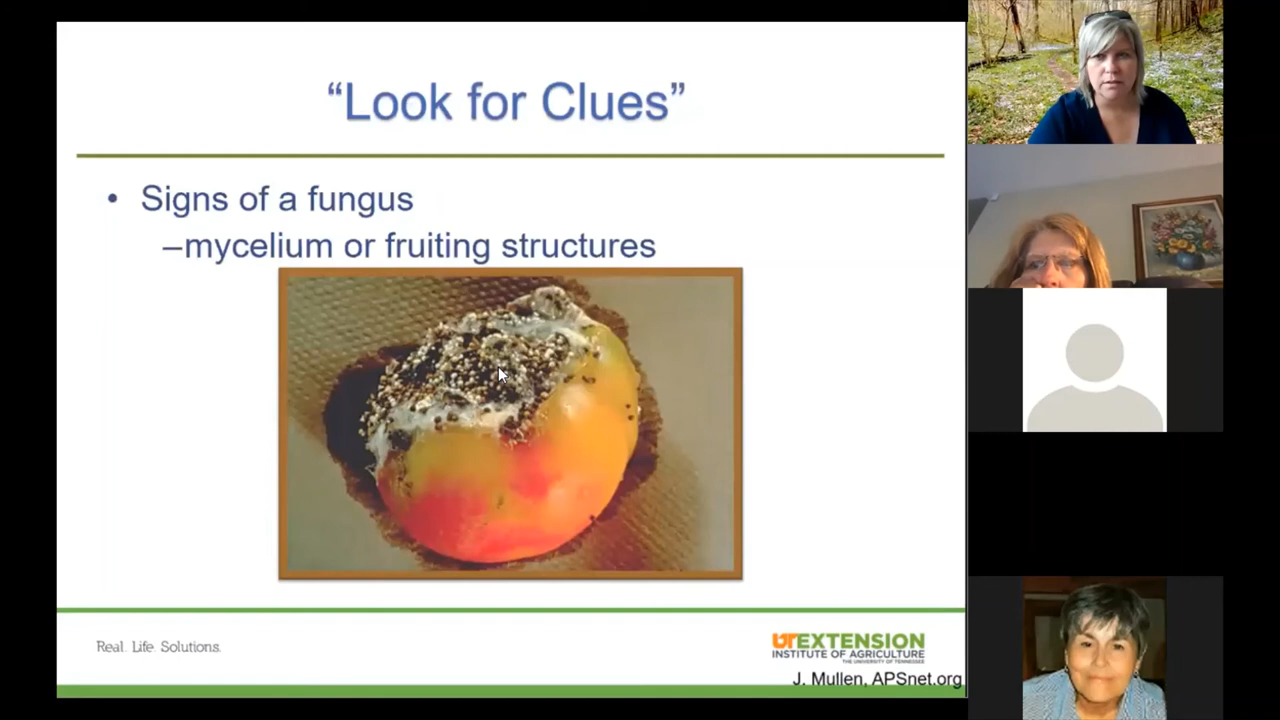 “Look for Clues”
• Signs of a fungus
–mycelium or fruiting structures
Real. Life. Solutions.
UTEXTENSION
INSTITUTE OF AGRICULTURE
THE UNIVERSITY OF TENNESSEE
J. Mullen, APSnet.org